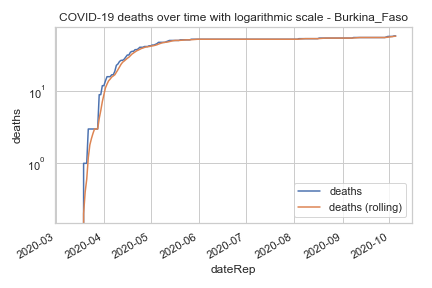 COVID-19 deaths over time with logarithmic scale - Burkina_Faso
deaths
10¹
10⁰
deaths
deaths (rolling)
2020-03
2020-04
2020-05
2020-06
2020-07
2020-08
2020-09
2020-10
dateRep